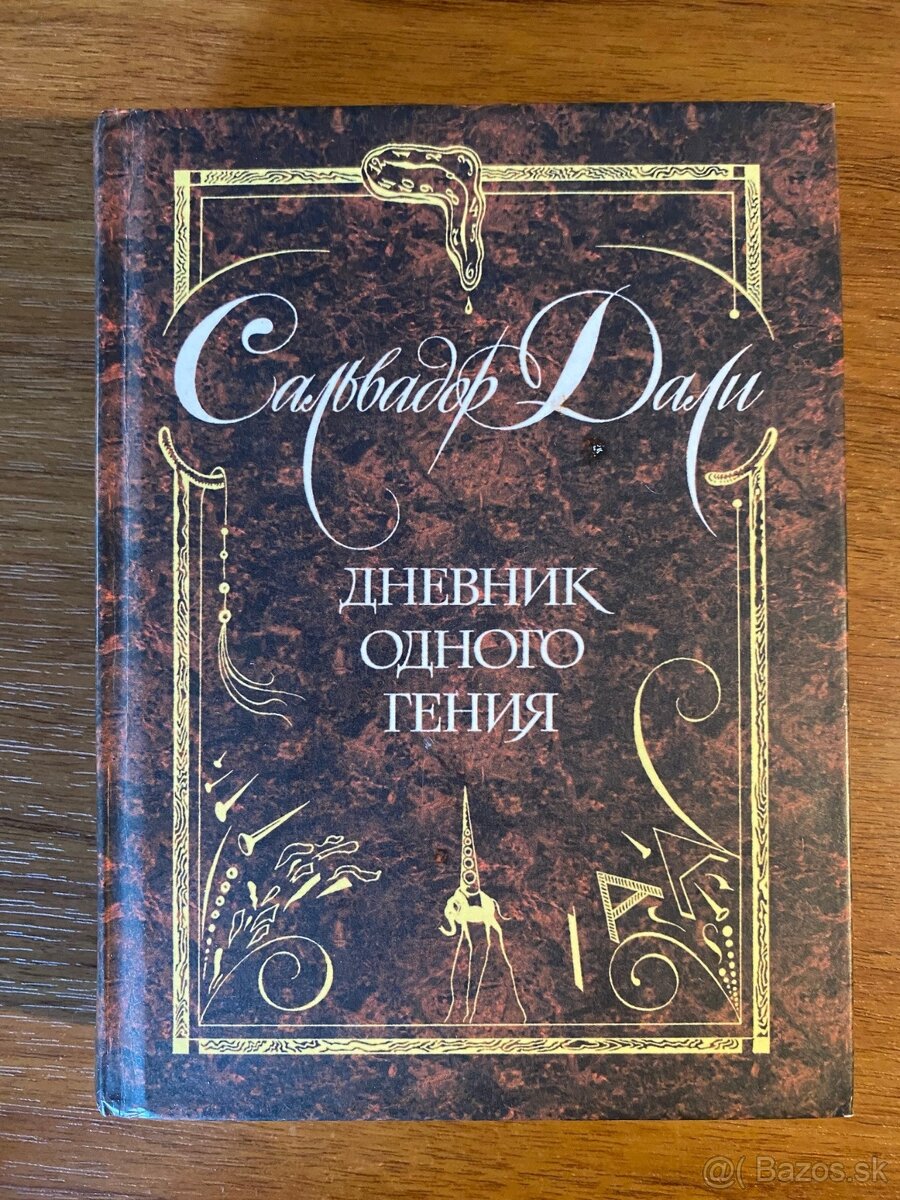 Сальвадор Дали
ДНЕВНИК
ОДНОГО
ГЕНИЯ
@( Bazos.sk